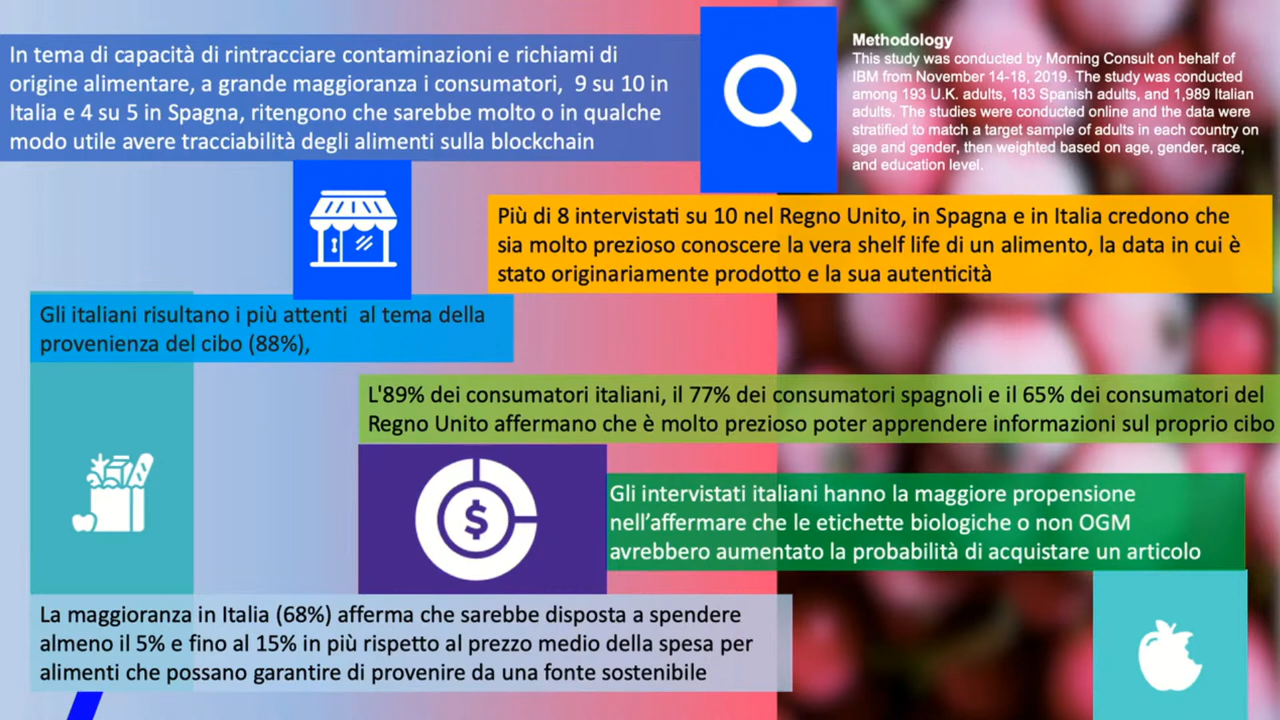 In tema di capacità di rintracciare contaminazioni e richiami di
origine alimentare, a grande maggioranza i consumatori, 9 su 10 in
Italia e 4 su 5 in Spagna, ritengono che sarebbe molto o in qualche
modo utile avere tracciabilità degli alimenti sulla blockchain
Methodology
This study was conducted by Morning Consult on behalf of
IBM from November 14-18, 2019. The study was conducted
among 193 U.K. adults, 183 Spanish adults, and 1,989 Italian
adults. The studies were conducted online and the data were
stratified to match a target sample of adults in each country on
age and gender, then weighted based on age, gender, race,
and education level.
Più di 8 intervistati su 10 nel Regno Unito, in Spagna e in Italia credono che
sia molto prezioso conoscere la vera shelf life di un alimento, la data in cui è
stato originariamente prodotto e la sua autenticità
Gli italiani risultano i più attenti al tema della
provenienza del cibo (88%),
L'89% dei consumatori italiani, il 77% dei consumatori spagnoli e il 65% dei consumatori del
Regno Unito affermano che è molto prezioso poter apprendere informazioni sul proprio cibo
$
Gli intervistati italiani hanno la maggiore propensione
nell’affermare che le etichette biologiche o non OGM
avrebbero aumentato la probabilità di acquistare un articolo
La maggioranza in Italia (68%) afferma che sarebbe disposta a spendere
almeno il 5% e fino al 15% in più rispetto al prezzo medio della spesa per
alimenti che possano garantire di provenire da una fonte sostenibile